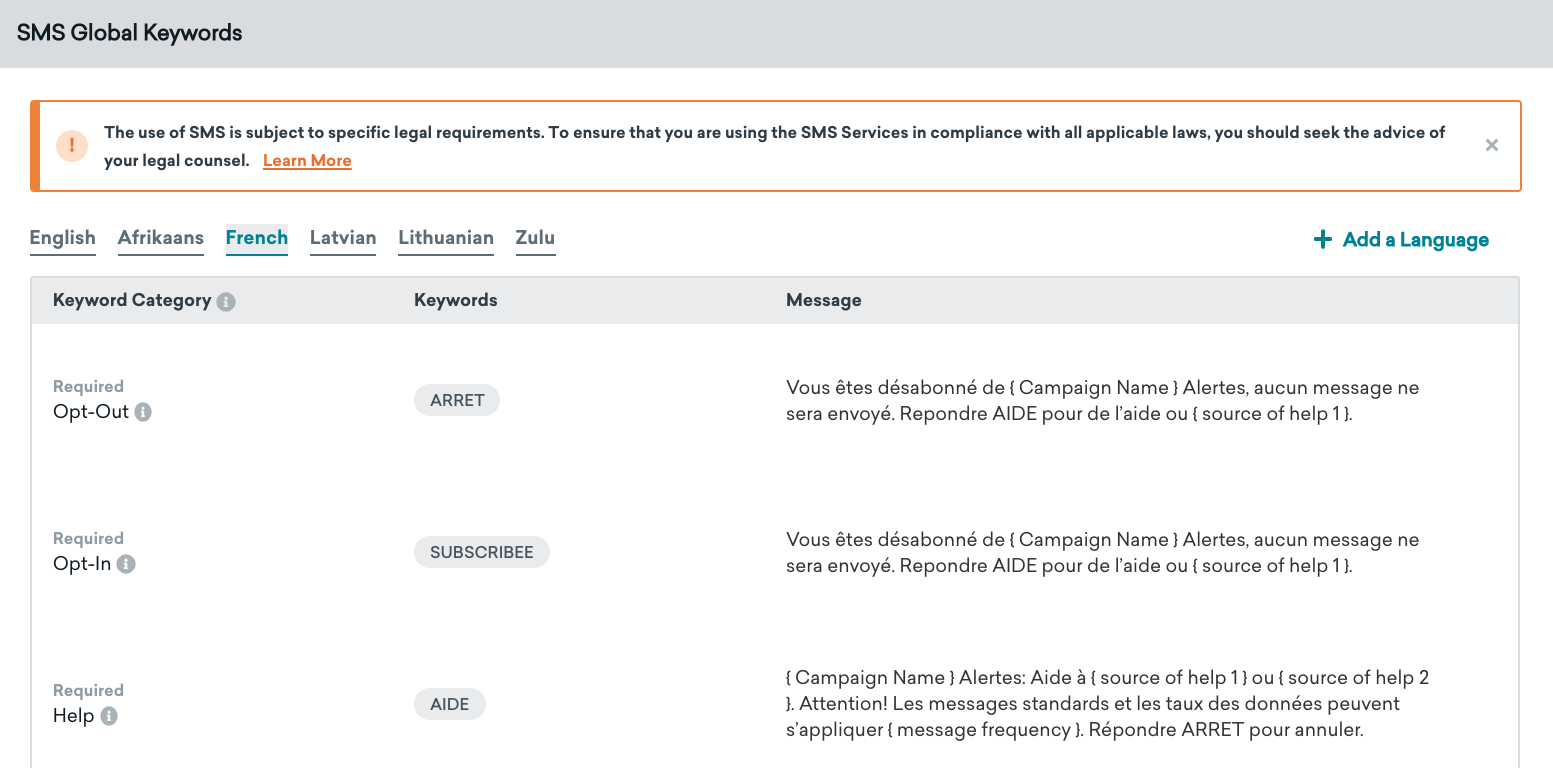 SMS Global Keywords
The use of SMS is subject to specific legal requirements. To ensure that you are using the SMS Services in compliance with all applicable laws, you should seek the advice of
your legal counsel. Learn More
English Afrikaans French Latvian Lithuanian Zulu + Add a Language
Keyword Category Keywords Message
Required
Opt-Out
ARRET
Vous êtes désabonné de { Campaign Name } Alertes, aucun message ne
sera envoyé. Repondre AIDE pour de l’aide ou { source of help 1 }.
Required
Opt-In
SUBSCRIBEE
Vous êtes désabonné de { Campaign Name } Alertes, aucun message ne
sera envoyé. Repondre AIDE pour de l’aide ou { source of help 1 }.
Required
Help
AIDE
{ Campaign Name } Alertes: Aide à { source of help 1 } ou { source of help 2
}. Attention! Les messages standards et les taux des données peuvent
s’appliquer { message frequency }. Répondre ARRET pour annuler.